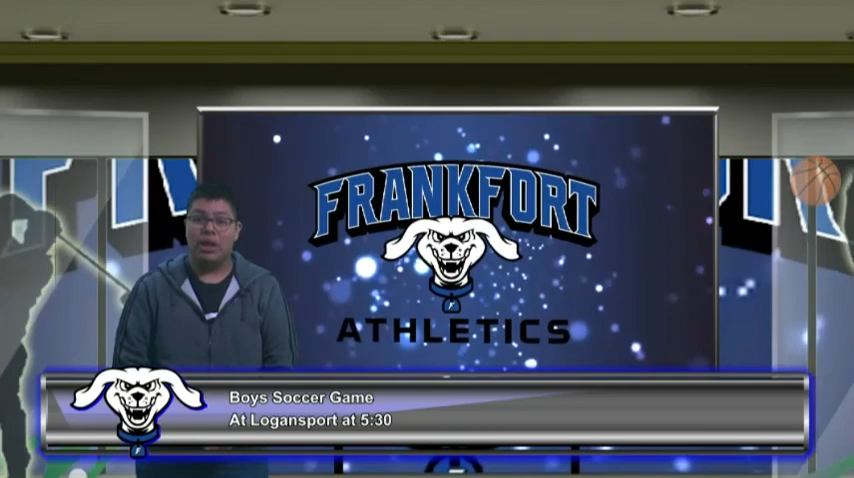 FRANKFORT
ATHLETICS
Boys Soccer Game
At Logansport at 5:30